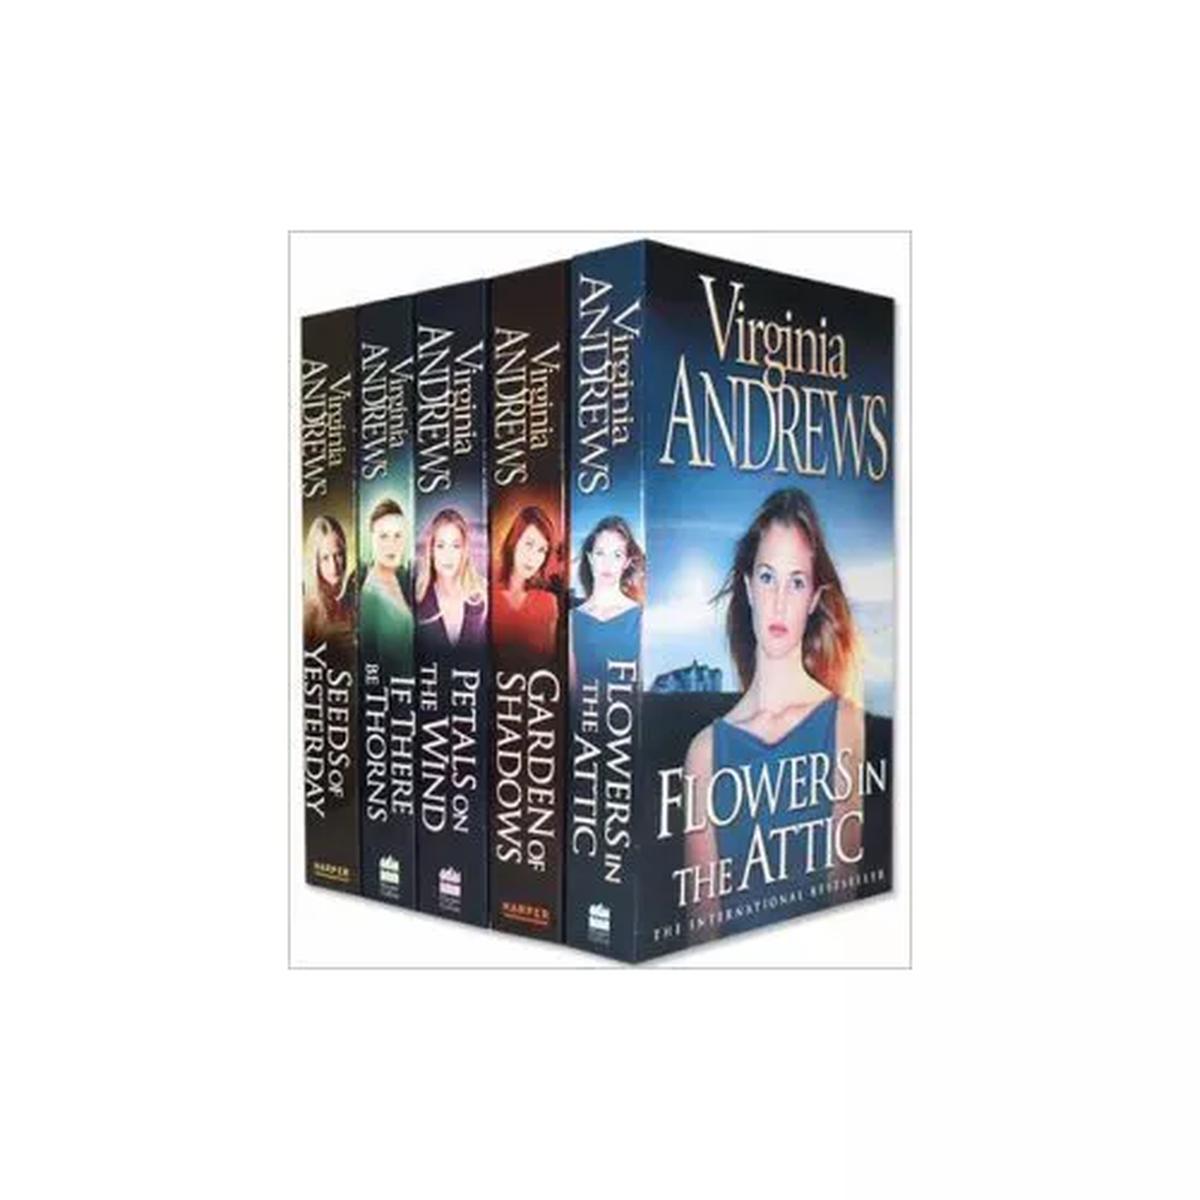 Virginia
ANDREWS
SEEDS OF
YESTERDAY
HARPER
Virginia
ANDREWS
IF THERE
BE THORNS
Virginia
ANDREWS
PETALS ON
THE WIND
Virginia
ANDREWS
GARDEN OF
SHADOWS
HARPER
Virginia
ANDREWS
FLOWERS IN
THE ATTIC
Virginia
ANDREWS
FLOWERS IN
THE ATTIC
THE INTERNATIONAL BESTSELLER